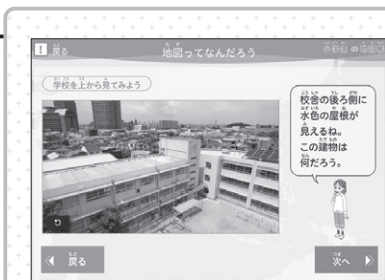 ! 戻る
地図ってなんだろう
学校を上から見てみよう
校舎の後ろ側に
水色の屋根が
見えるね。
この建物は
何だろう。
戻る
次へ